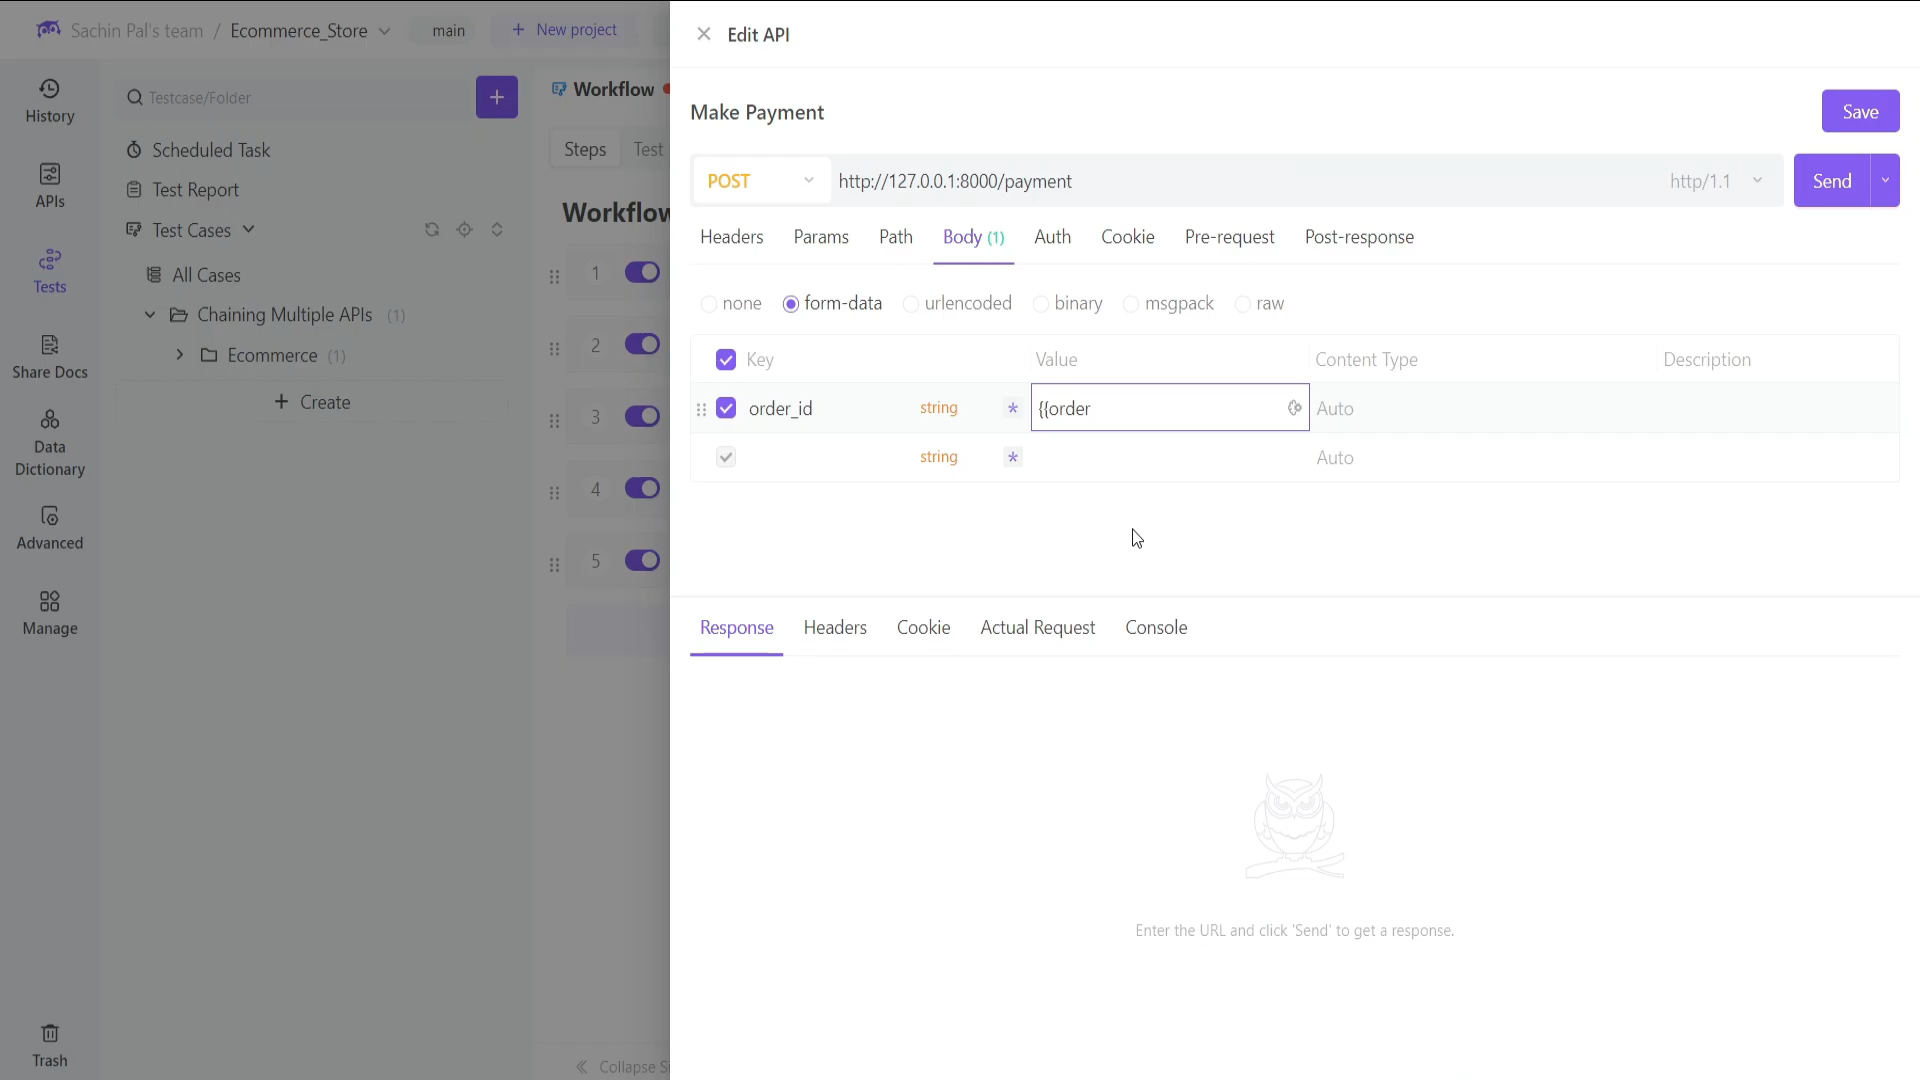 Sachin Pal's team / Ecommerce_Store main + New project
History
APIs
Tests
Share Docs
Data
Dictionary
Advanced
Manage
Trash
Testcase/Folder
Scheduled Task
Test Report
Test Cases
All Cases
Chaining Multiple APIs (1)
Ecommerce (1)
+ Create
Workflow
Steps Test
Workflow
1
2
3
4
5
Collapse Si
Edit API
Make Payment Save
POST http://127.0.0.1:8000/payment http/1.1 Send
Headers Params Path Body (1) Auth Cookie Pre-request Post-response
none form-data urlencoded binary msgpack raw
Key Value Content Type Description
order_id string * {{order Auto
string * Auto
Response Headers Cookie Actual Request Console
Enter the URL and click 'Send' to get a response.